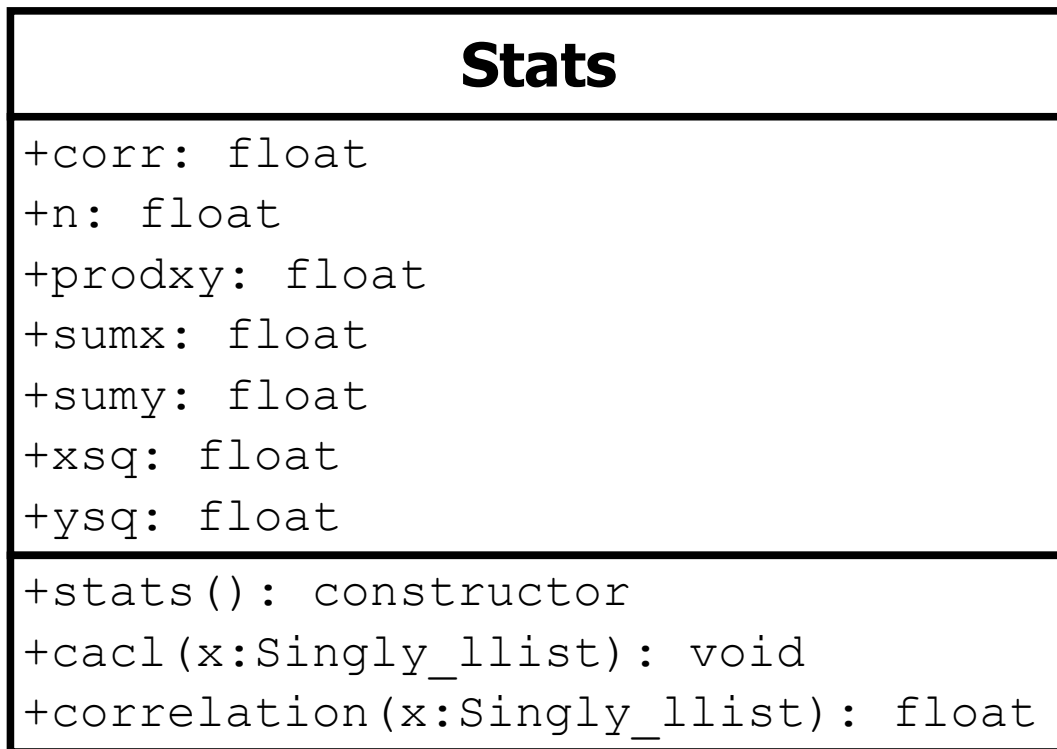 Stats
+corr: float
+n: float
+prodxy: float
+sumx: float
+sumy: float
+xsq: float
+ysq: float
+stats(): constructor
+cacl(x:Singly_llist): void
+correlation(x:Singly_llist): float